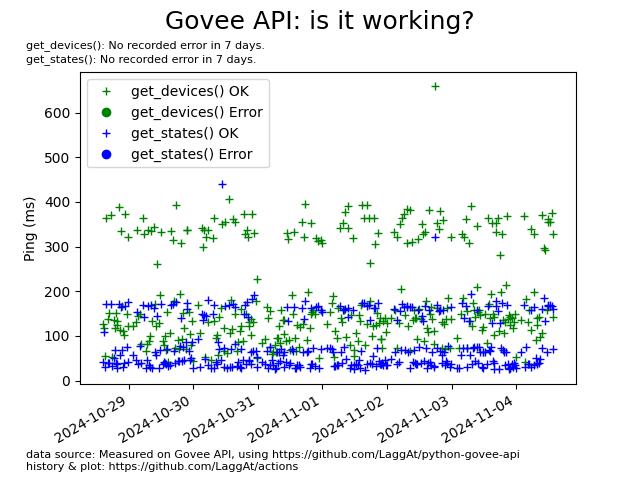 Govee API: is it working?
get_devices(): No recorded error in 7 days.
get_states(): No recorded error in 7 days.
get_devices() OK
get_devices() Error
get_states() OK
get_states() Error
Ping (ms)
600
500
400
300
200
100
0
2024-10-29
2024-10-30
2024-10-31
2024-11-01
2024-11-02
2024-11-03
2024-11-04
data source: Measured on Govee API, using https://github.com/LaggAt/python-govee-api
history & plot: https://github.com/LaggAt/actions